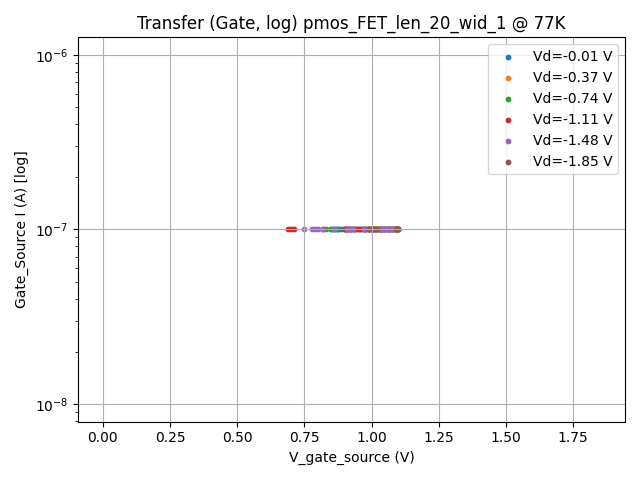 Transfer (Gate, log) pmos_FET_len_20_wid_1 @ 77K
Vd=-0.01 V
Vd=-0.37 V
Vd=-0.74 V
Vd=-1.11 V
Vd=-1.48 V
Vd=-1.85 V
Gate_Source I (A) [log]
10⁻⁶
10⁻⁷
10⁻⁸
0.00 0.25 0.50 0.75 1.00 1.25 1.50 1.75
V_gate_source (V)